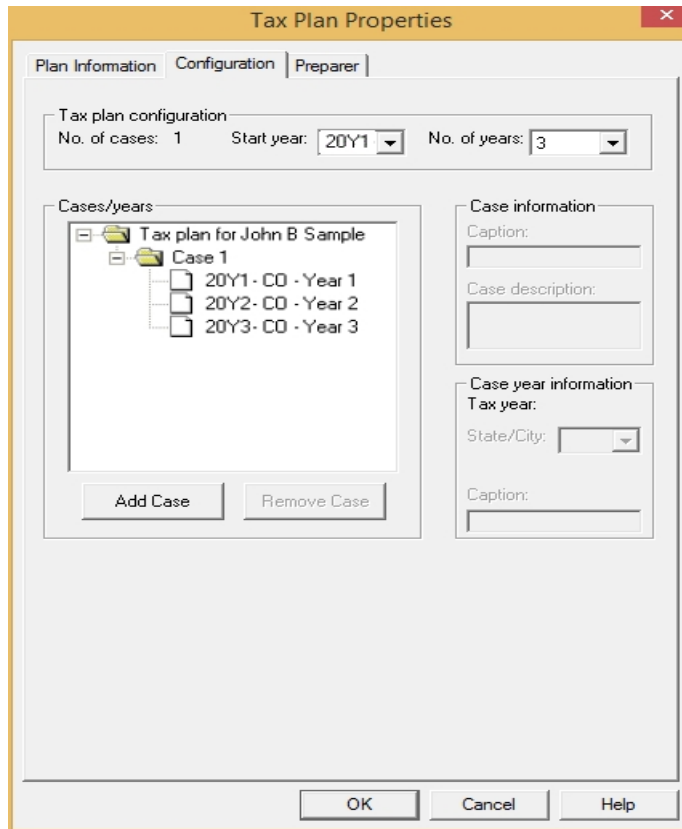 Tax Plan Properties
Plan Information Configuration Preparer
Tax plan configuration
No. of cases: 1 Start year: 20Y1 No. of years: 3
Cases/years
Tax plan for John B Sample
Case 1
20Y1- CO - Year 1
20Y2- CO - Year 2
20Y3- CO - Year 3
Add Case Remove Case
Case information
Caption:
Case description:
Case year information
Tax year:
State/City:
Caption:
OK Cancel Help